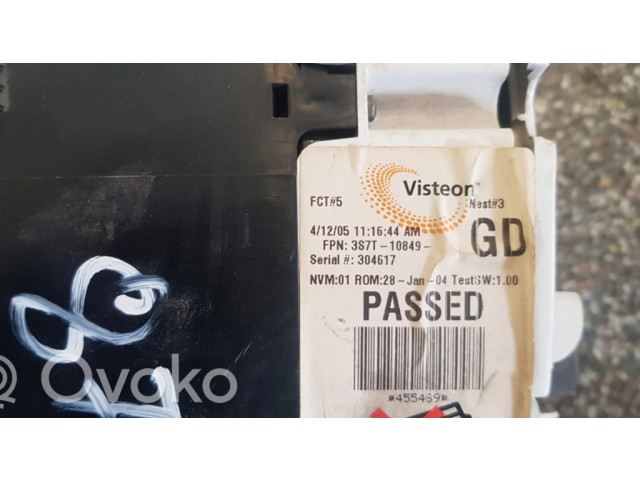 Visteon™
FCT#5 Nest#3
4/12/05 11:16:44 AM
FPN: 3S7T-10849- GD
Serial #: 304617
NVM:01 ROM:28-Jan-04 TestSW:1.00
PASSED
*455469*
Ovoko